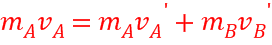 m_A v_A = m_A v_A' + m_B v_B'